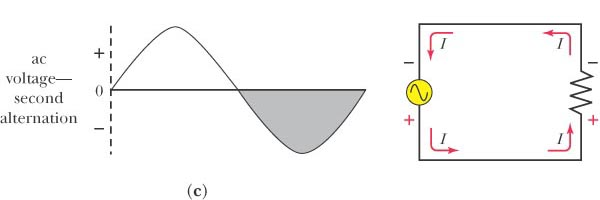 ac
voltage—
second
alternation
+
0
−
(c)
I
I
−
−
+
+
I
I